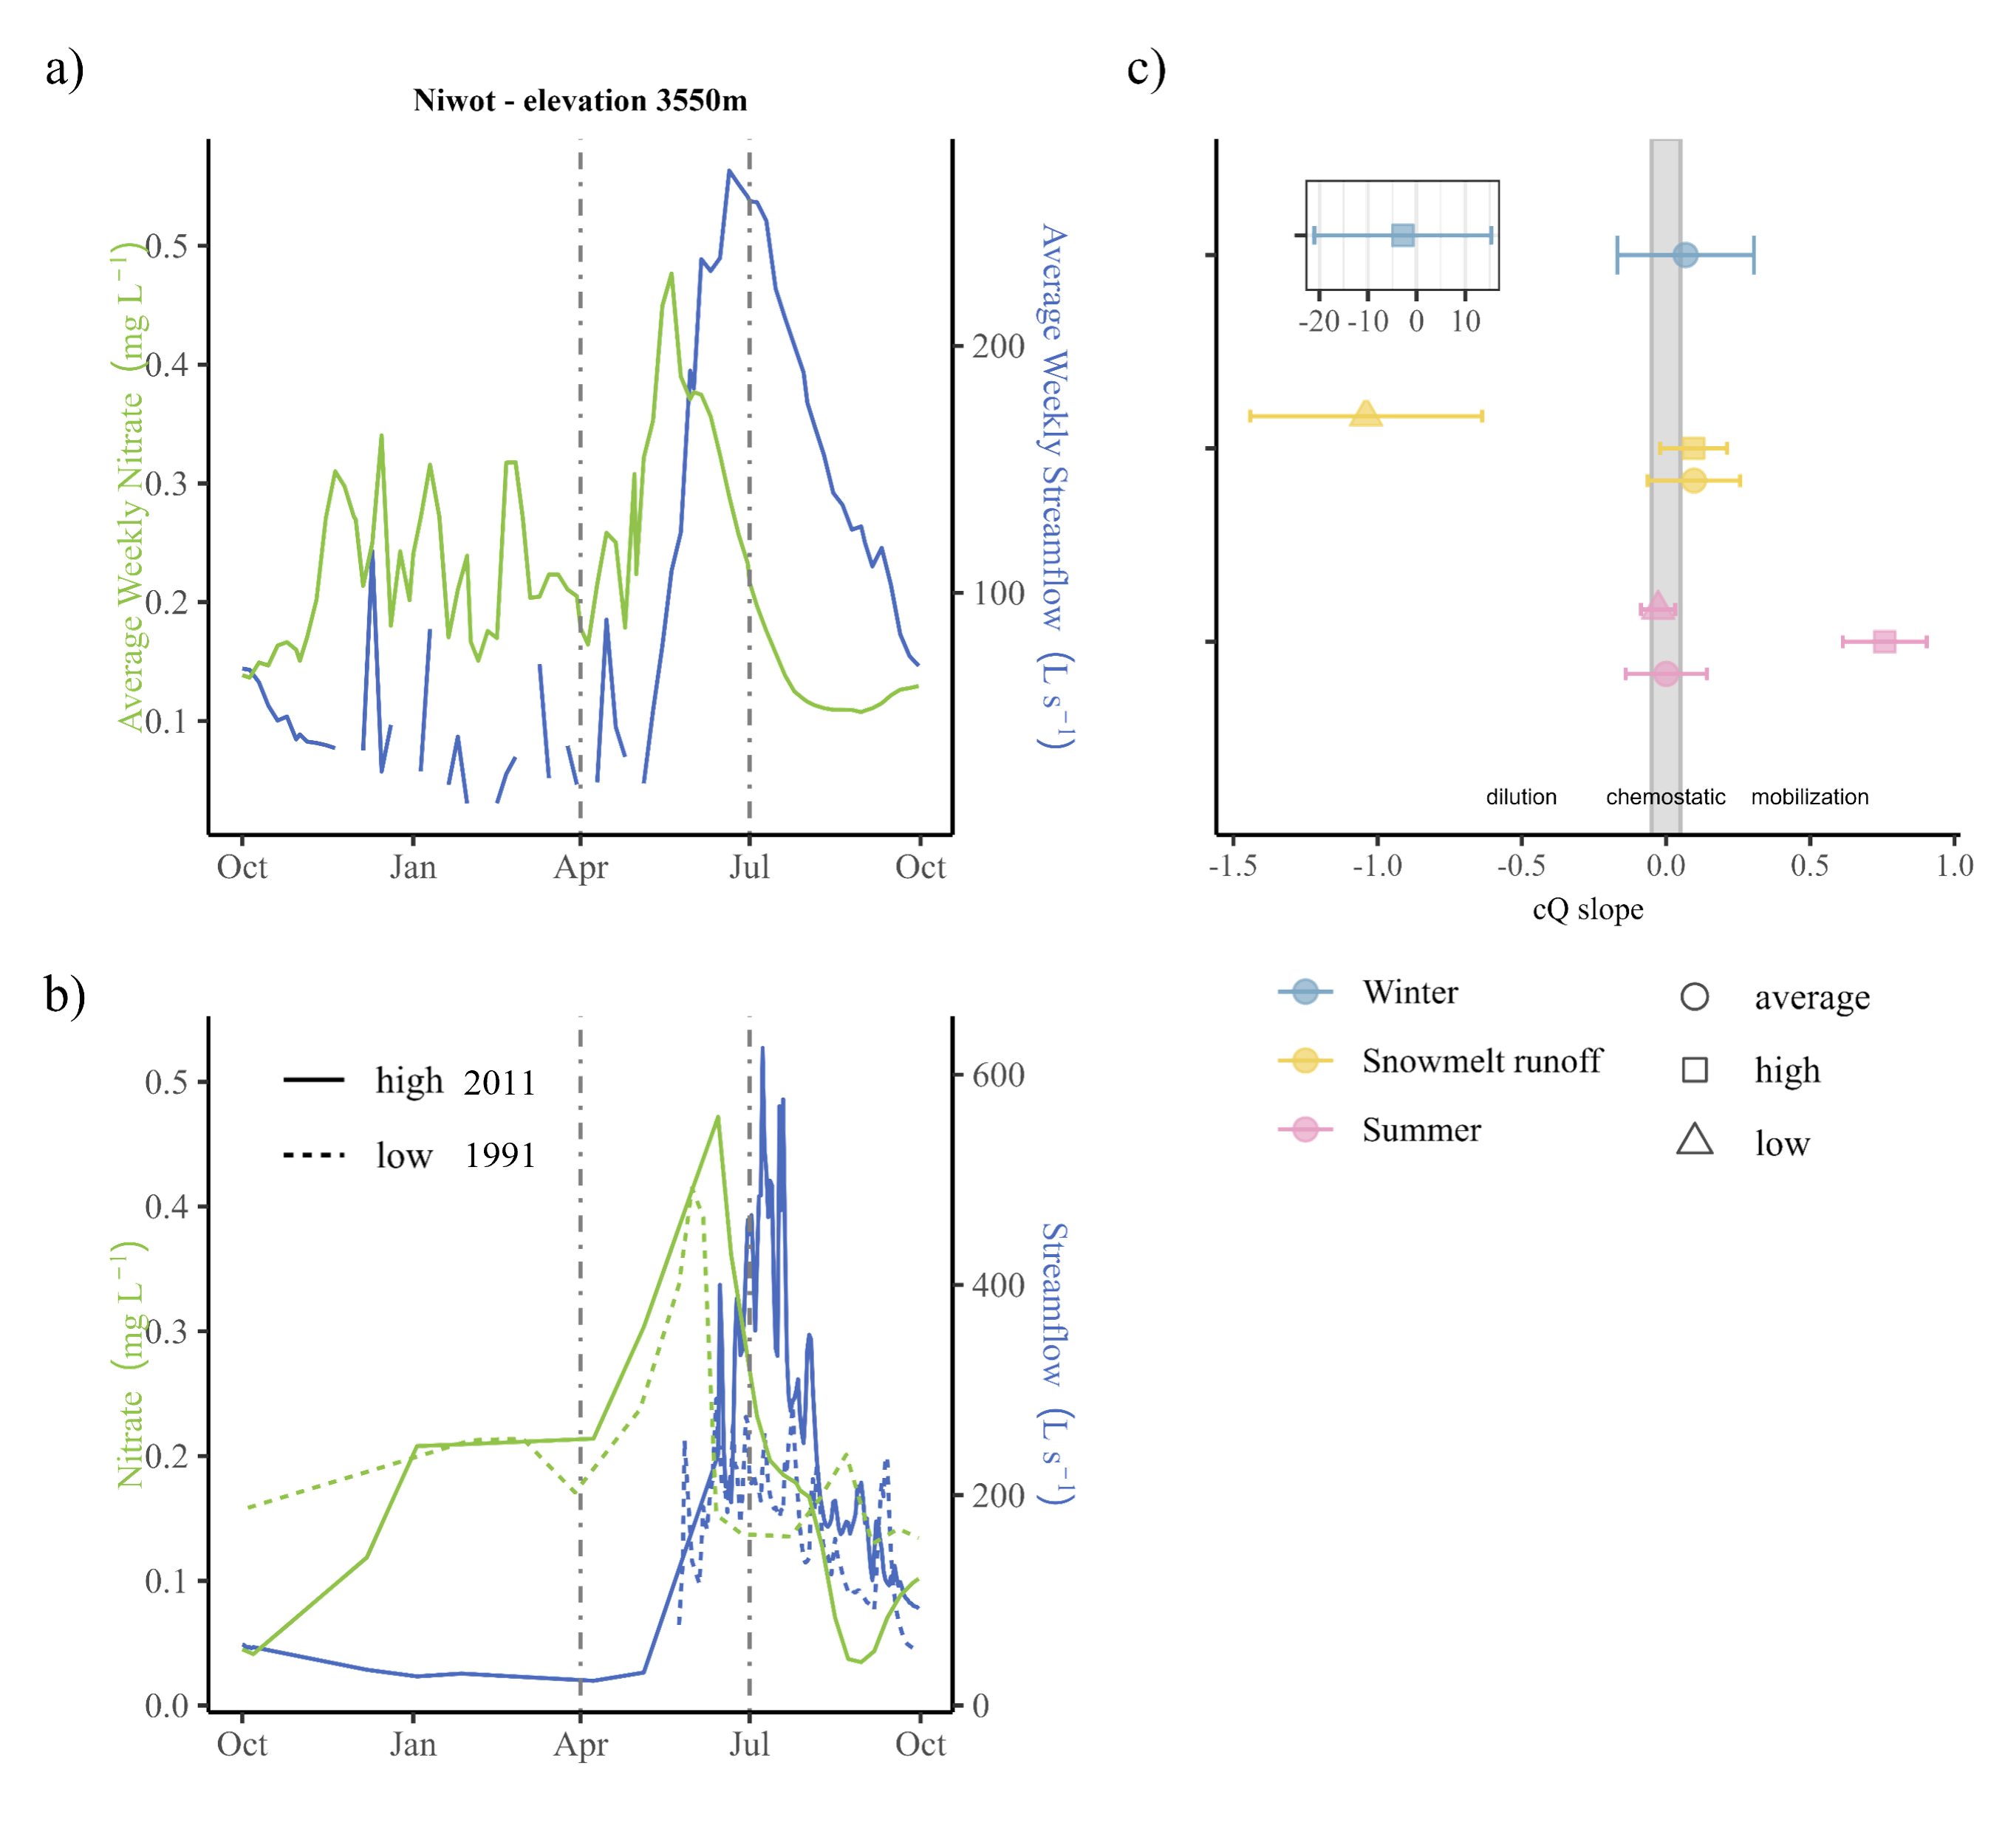 a)
Niwot - elevation 3550m
Average Weekly Nitrate (mg L⁻¹)
0.5
0.4
0.3
0.2
0.1
Average Weekly Streamflow (L s⁻¹)
200
100
Oct Jan Apr Jul Oct
c)
-20 -10 0 10
dilution chemostatic mobilization
-1.5 -1.0 -0.5 0.0 0.5 1.0
cQ slope
Winter
Snowmelt runoff
Summer
average
high
low
b)
high 2011
low 1991
Nitrate (mg L⁻¹)
0.5
0.4
0.3
0.2
0.1
0.0
Streamflow (L s⁻¹)
600
400
200
0
Oct Jan Apr Jul Oct